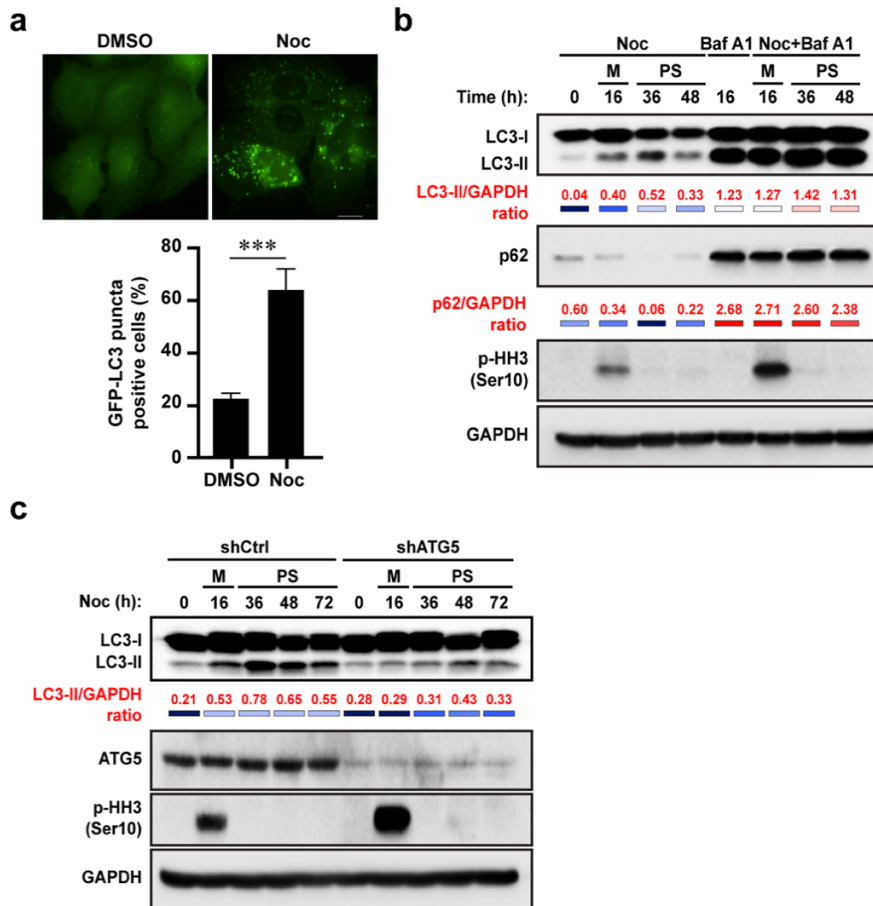 a
DMSO
Noc
GFP-LC3 puncta
positive cells (%)
80
60
40
20
0
***
DMSO Noc
b
Noc Baf A1 Noc+Baf A1
M PS M PS
Time (h): 0 16 36 48 16 16 36 48
LC3-I
LC3-II
LC3-II/GAPDH 0.04 0.40 0.52 0.33 1.23 1.27 1.42 1.31
ratio
p62
p62/GAPDH 0.60 0.34 0.06 0.22 2.68 2.71 2.60 2.38
ratio
p-HH3
(Ser10)
GAPDH
c
shCtrl shATG5
M PS M PS
Noc (h): 0 16 36 48 72 0 16 36 48 72
LC3-I
LC3-II
LC3-II/GAPDH 0.21 0.53 0.78 0.65 0.55 0.28 0.29 0.31 0.43 0.33
ratio
ATG5
p-HH3
(Ser10)
GAPDH